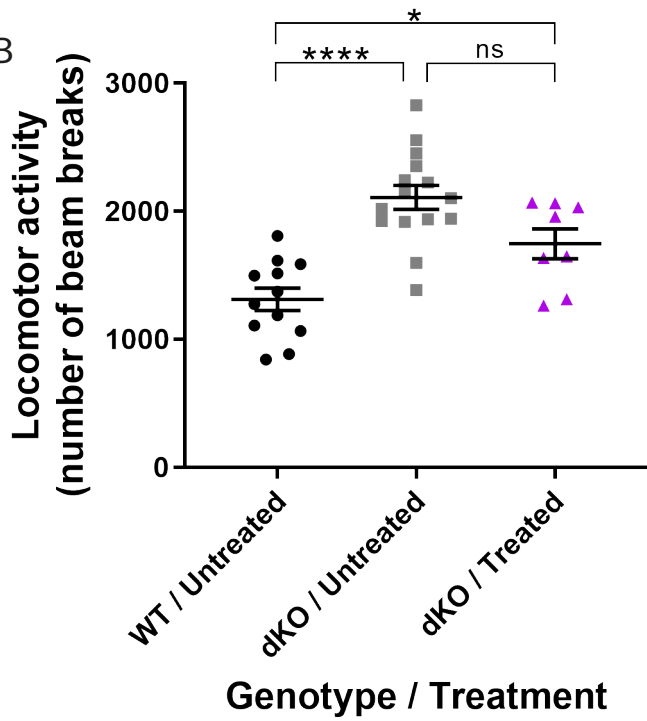 *
B
****
ns
3000
2000
1000
0
Locomotor activity
(number of beam breaks)
WT / Untreated
dKO / Untreated
dKO / Treated
Genotype / Treatment